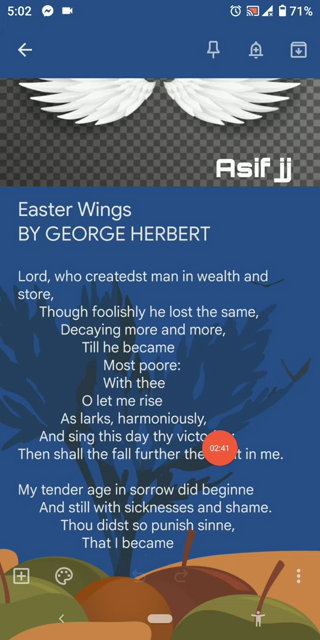 5:02
71%
Asif jj
Easter Wings
BY GEORGE HERBERT
Lord, who createdst man in wealth and
store,
Though foolishly he lost the same,
Decaying more and more,
Till he became
Most poore:
With thee
O let me rise
As larks, harmoniously,
And sing this day thy
02:41
Then shall the fall further the in me.
My tender age in sorrow did beginne
And still with sicknesses and shame.
Thou didst so punish sinne,
That I became